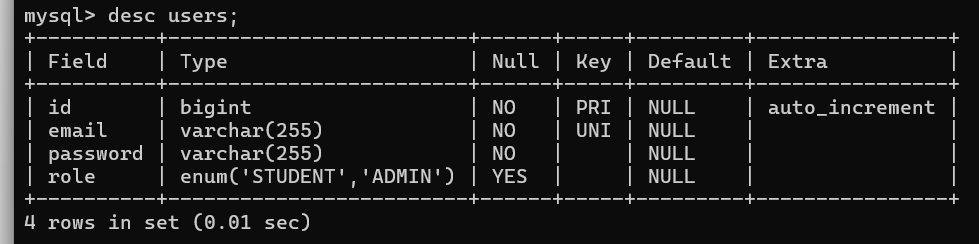 mysql> desc users;
+----------+-------------------------+------+-----+---------+----------------+
| Field    | Type                    | Null | Key | Default | Extra          |
+----------+-------------------------+------+-----+---------+----------------+
| id       | bigint                  | NO   | PRI | NULL    | auto_increment |
| email    | varchar(255)            | NO   | UNI | NULL    |                |
| password | varchar(255)            | NO   |     | NULL    |                |
| role     | enum('STUDENT','ADMIN') | YES  |     | NULL    |                |
+----------+-------------------------+------+-----+---------+----------------+
4 rows in set (0.01 sec)